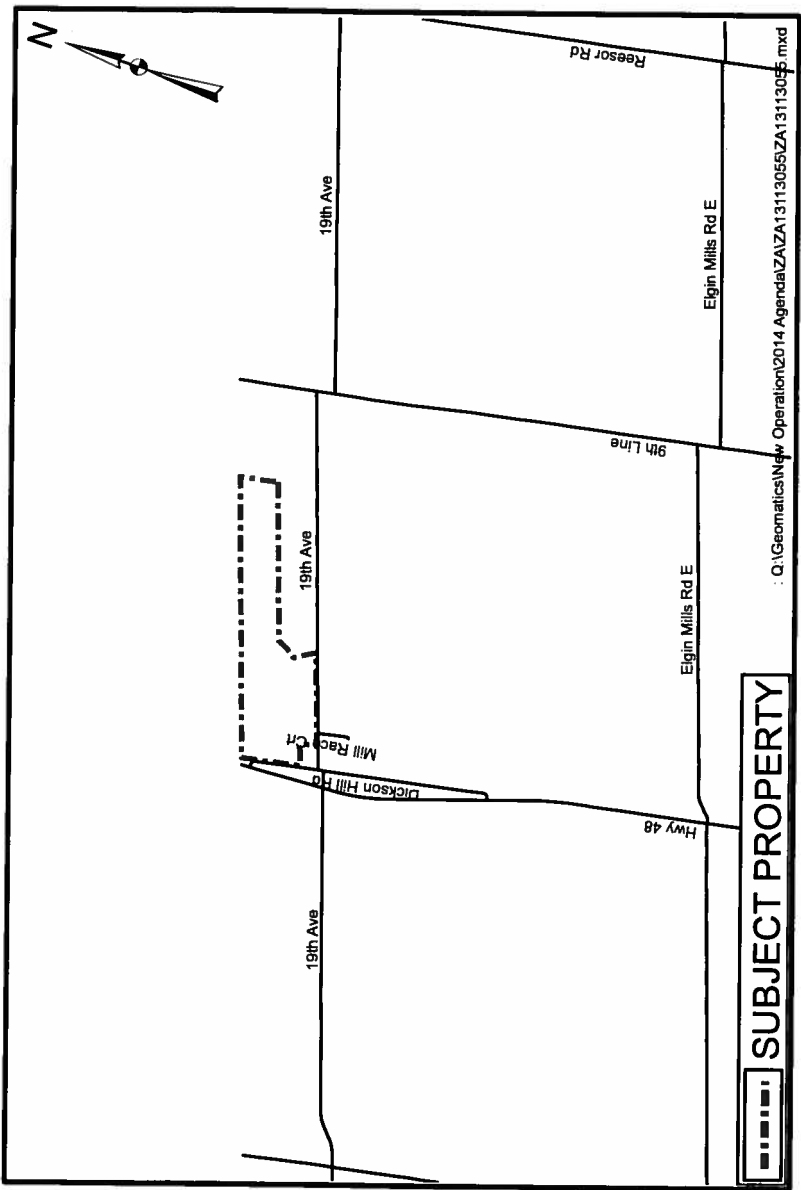 N
19th Ave
Reesor Rd
Elgin Mills Rd E
19th Ave
9th Line
Mill Race Crt
Dickson Hill Rd
Elgin Mills Rd E
Hwy 48
19th Ave
SUBJECT PROPERTY
: Q:\Geomatics\New Operation\2014 Agenda\ZA\ZA13113055\ZA13113055.mxd